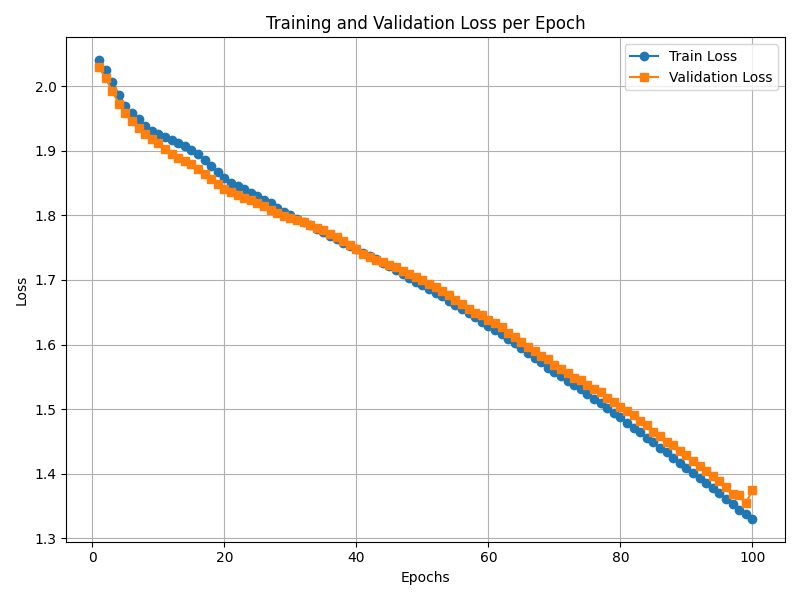 Training and Validation Loss per Epoch
Train Loss
Validation Loss
2.0
1.9
1.8
1.7
1.6
1.5
1.4
1.3
Loss
0 20 40 60 80 100
Epochs